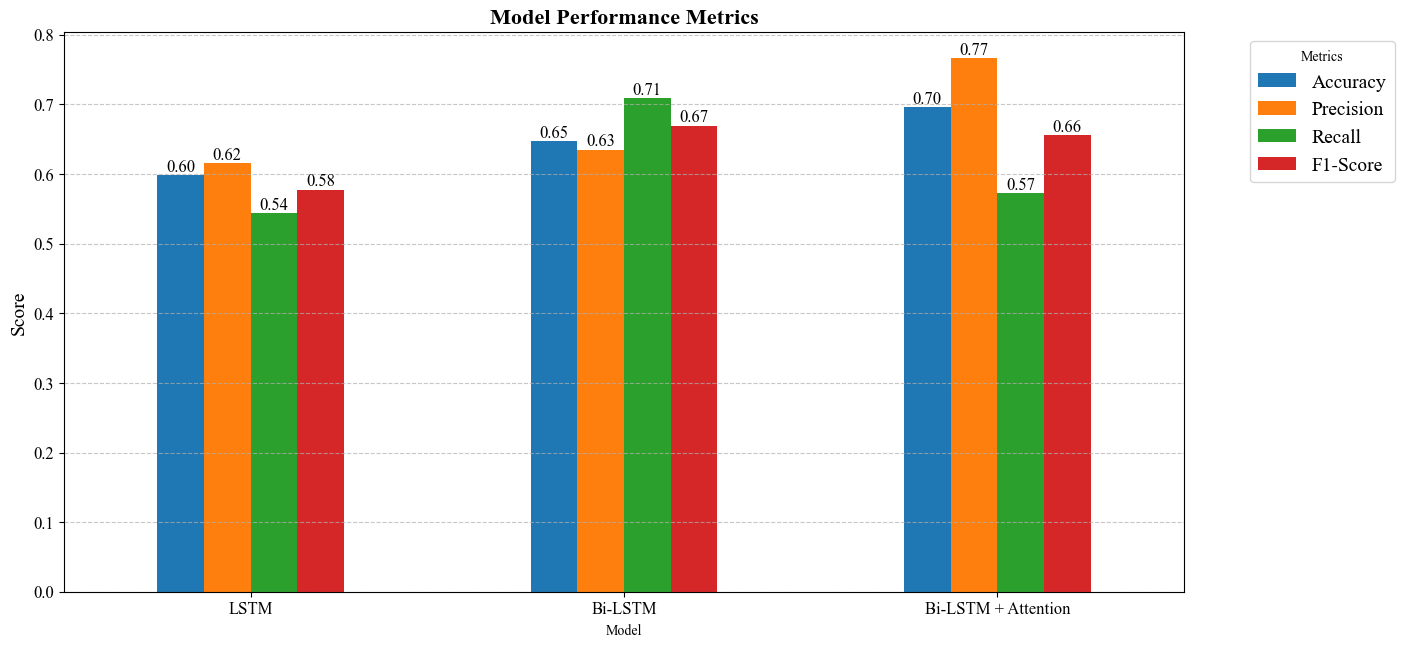 Model Performance Metrics
Score
0.8
0.7
0.6
0.5
0.4
0.3
0.2
0.1
0.0
0.60
0.62
0.54
0.58
0.65
0.63
0.71
0.67
0.70
0.77
0.57
0.66
LSTM
Bi-LSTM
Bi-LSTM + Attention
Model
Metrics
Accuracy
Precision
Recall
F1-Score